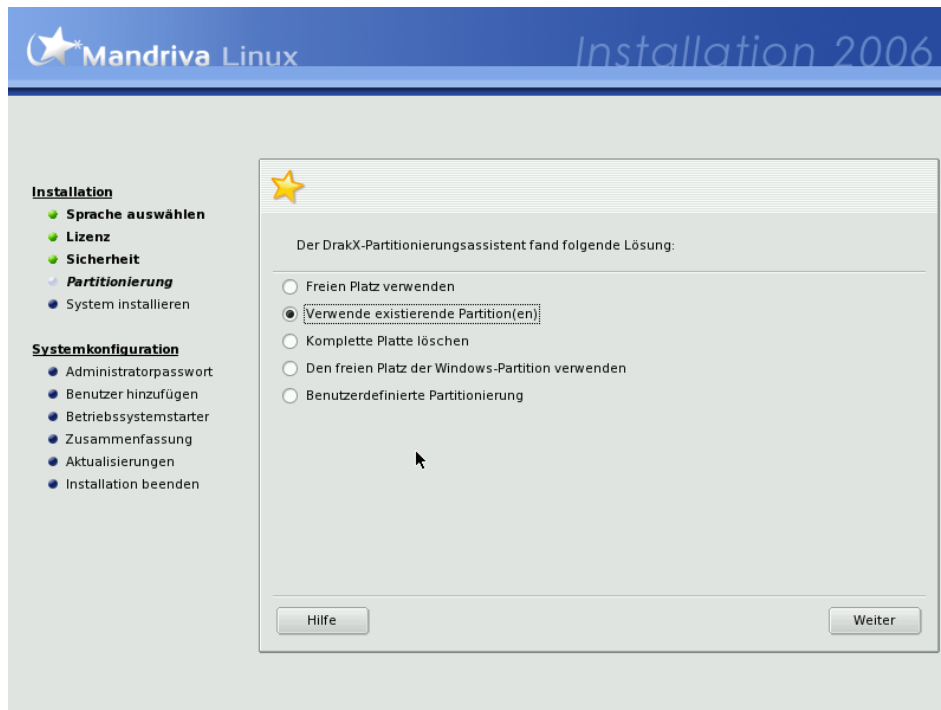 Mandriva Linux
Installation 2006
Installation
Sprache auswählen
Lizenz
Sicherheit
Partitionierung
System installieren
Systemkonfiguration
Administratorpasswort
Benutzer hinzufügen
Betriebssystemstarter
Zusammenfassung
Aktualisierungen
Installation beenden
Der DrakX-Partitionierungsassistent fand folgende Lösung:
Freien Platz verwenden
Verwende existierende Partition(en)
Komplette Platte löschen
Den freien Platz der Windows-Partition verwenden
Benutzerdefinierte Partitionierung
Hilfe
Weiter